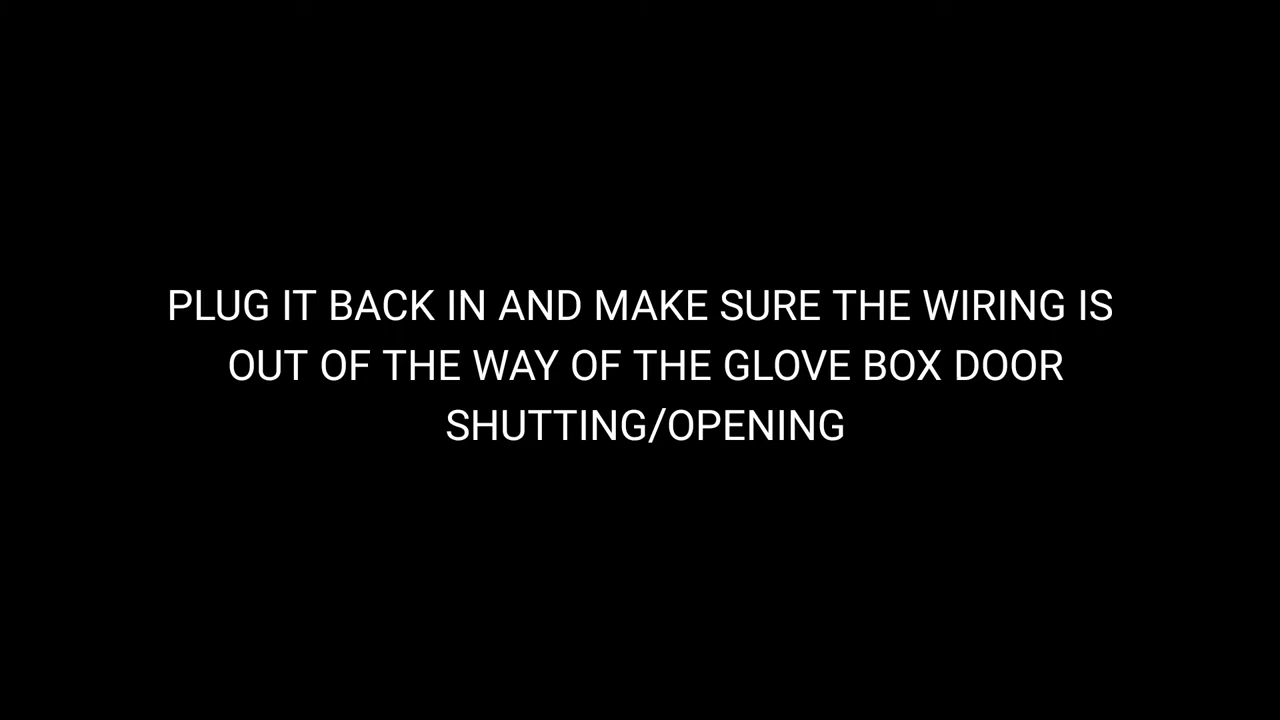 PLUG IT BACK IN AND MAKE SURE THE WIRING IS
OUT OF THE WAY OF THE GLOVE BOX DOOR
SHUTTING/OPENING